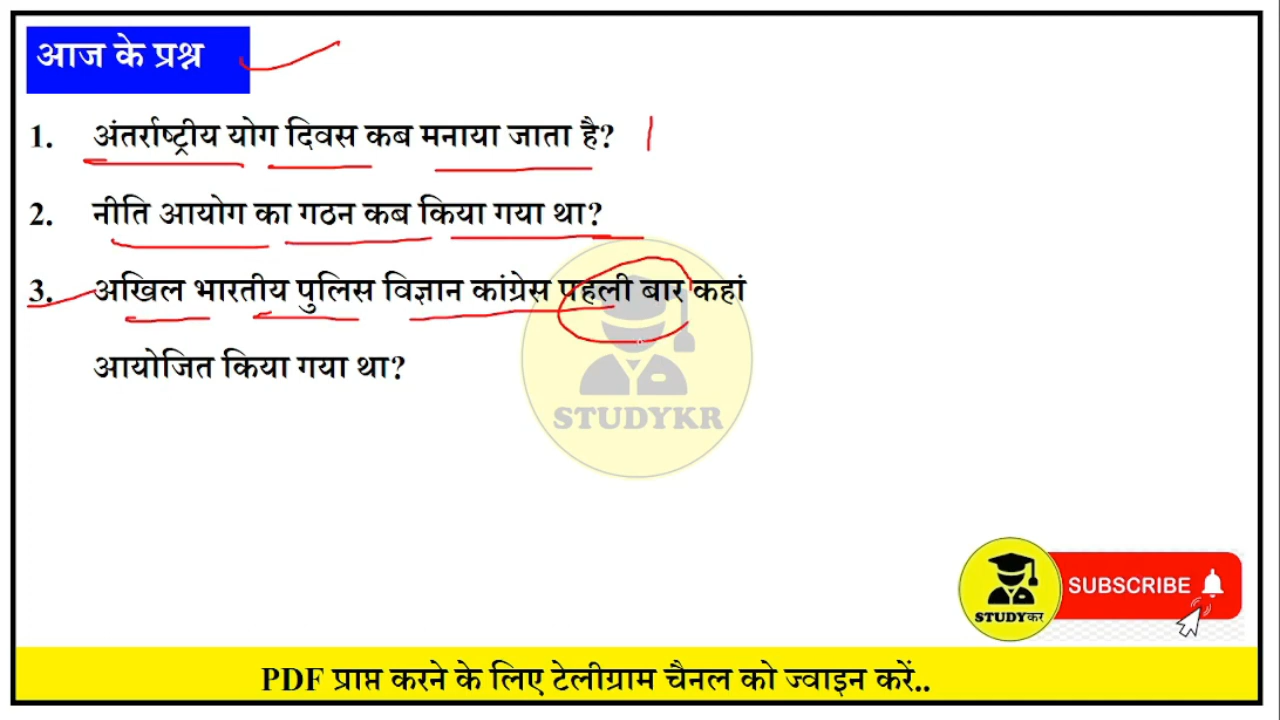 आज के प्रश्न
1. अंतर्राष्ट्रीय योग दिवस कब मनाया जाता है?
2. नीति आयोग का गठन कब किया गया था?
3. अखिल भारतीय पुलिस विज्ञान कांग्रेस पहली बार कहां
आयोजित किया गया था?
STUDYKR
SUBSCRIBE
STUDYकर
PDF प्राप्त करने के लिए टेलीग्राम चैनल को ज्वाइन करें..